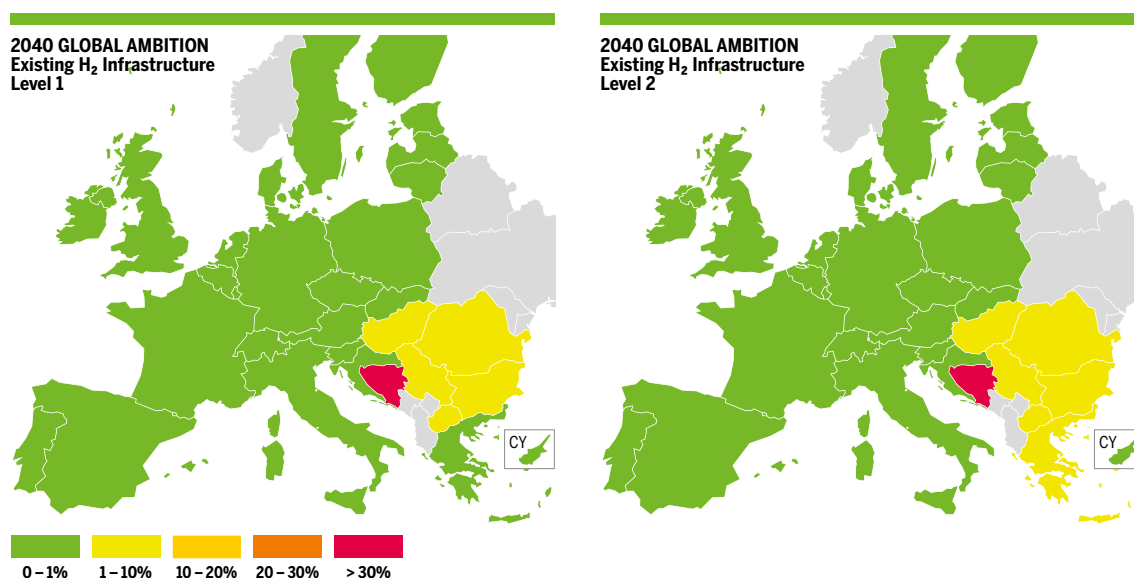 2040 GLOBAL AMBITION
Existing H₂ Infrastructure
Level 1
CY
0 – 1%
1 – 10%
10 – 20%
20 – 30%
> 30%
2040 GLOBAL AMBITION
Existing H₂ Infrastructure
Level 2
CY